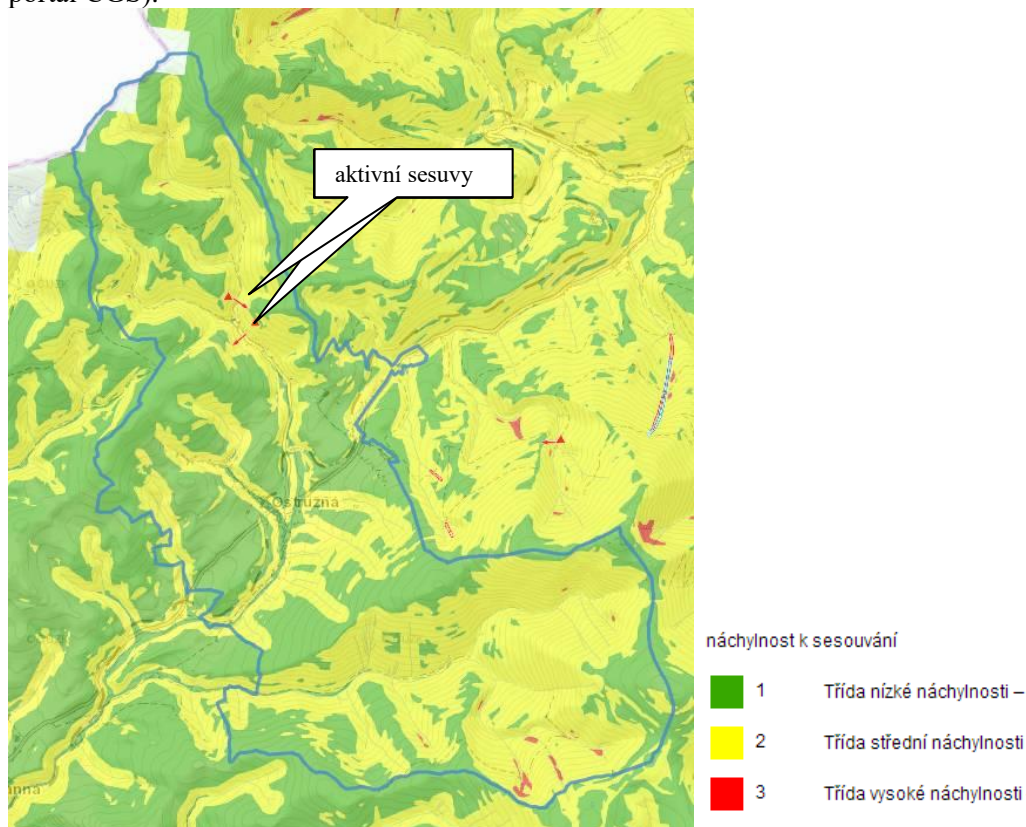 portál ČGS).
aktivní sesuvy
Ostružná
náchylnost k sesouvání
1 Třída nízké náchylnosti –
2 Třída střední náchylnosti
3 Třída vysoké náchylnosti